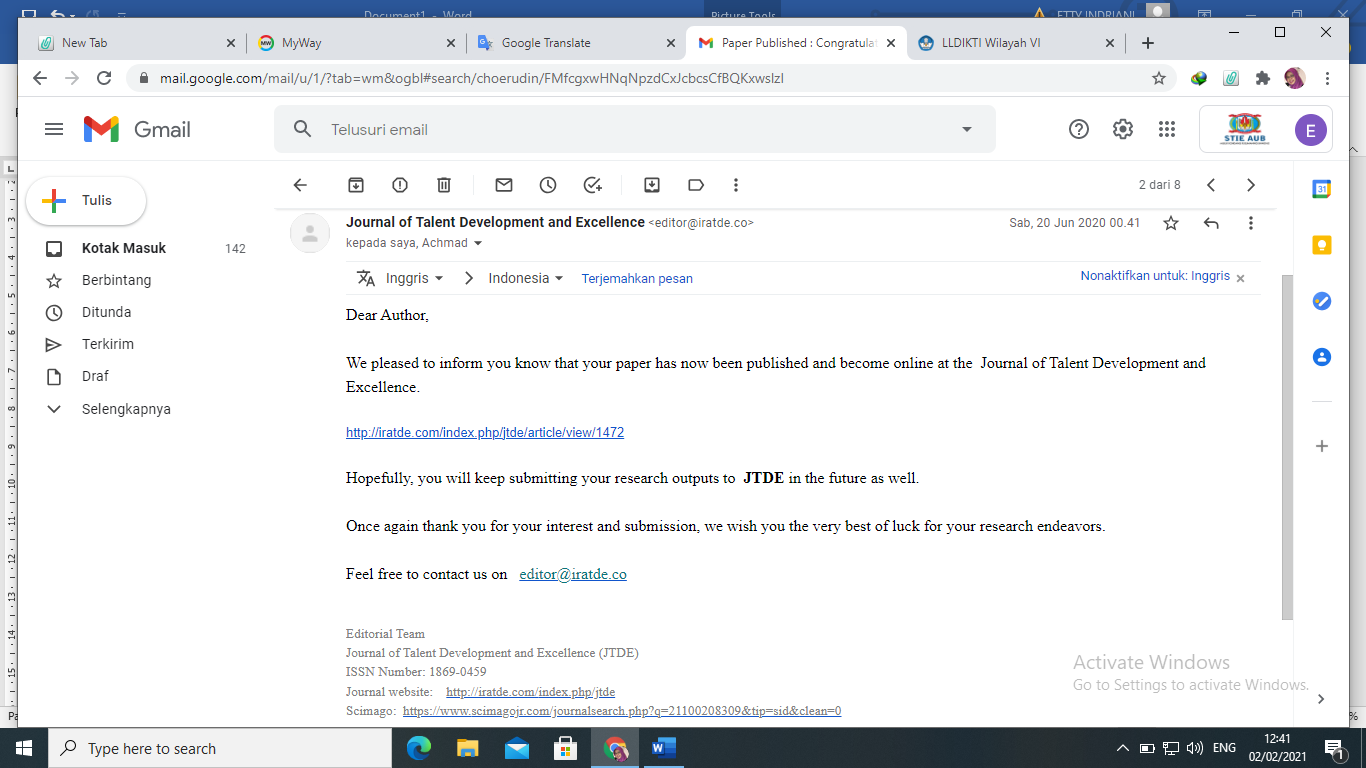 Document1 - Word
Picture Tools
ETTY INDRIANI
New Tab
MyWay
Google Translate
Paper Published : Congratulat
LLDIKTI Wilayah VI
mail.google.com/mail/u/1/?tab=wm&ogbl#search/choerudin/FMfcgxwHNqNpzdCxJcbcsCfBQKxwslzl
Gmail
Telusuri email
STIE AUB
E
Tulis
2 dari 8
Kotak Masuk 142
Berbintang
Ditunda
Terkirim
Draf
Selengkapnya
Journal of Talent Development and Excellence <editor@iratde.co>
Sab, 20 Jun 2020 00.41
kepada saya, Achmad
Inggris > Indonesia Terjemahkan pesan
Nonaktifkan untuk: Inggris ×
Dear Author,
We pleased to inform you know that your paper has now been published and become online at the Journal of Talent Development and
Excellence.
http://iratde.com/index.php/jtde/article/view/1472
Hopefully, you will keep submitting your research outputs to JTDE in the future as well.
Once again thank you for your interest and submission, we wish you the very best of luck for your research endeavors.
Feel free to contact us on editor@iratde.co
Editorial Team
Journal of Talent Development and Excellence (JTDE)
ISSN Number: 1869-0459
Journal website: http://iratde.com/index.php/jtde
Scimago: https://www.scimagojr.com/journalsearch.php?q=21100208309&tip=sid&clean=0
Activate Windows
Go to Settings to activate Windows.
Type here to search
ENG
12:41
02/02/2021
1